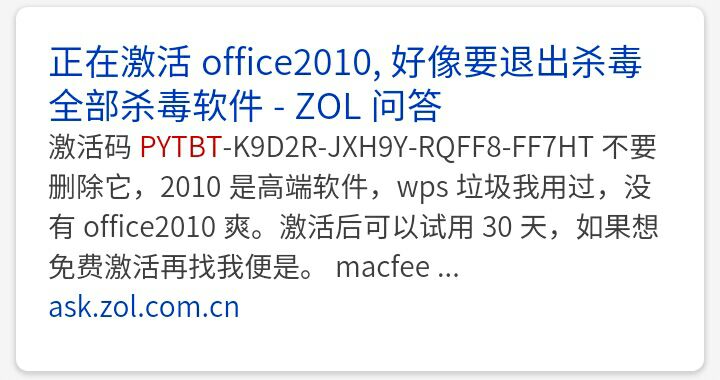 正在激活 office2010, 好像要退出杀毒
全部杀毒软件 - ZOL 问答
激活码 PYTBT-K9D2R-JXH9Y-RQFF8-FF7HT 不要
删除它，2010 是高端软件，wps 垃圾我用过，没
有 office2010 爽。激活后可以试用 30 天，如果想
免费激活再找我便是。 macfee ...
ask.zol.com.cn